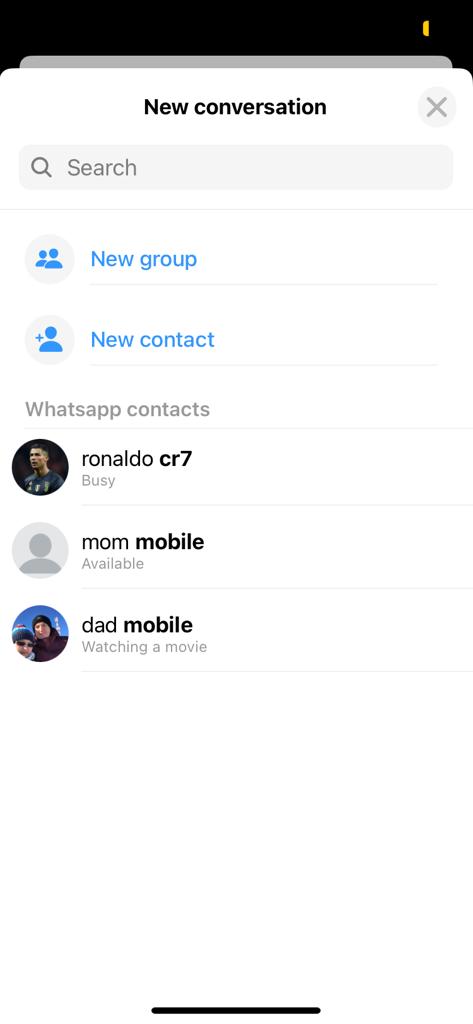 New conversation
Search
New group
New contact
Whatsapp contacts
ronaldo cr7
Busy
mom mobile
Available
dad mobile
Watching a movie